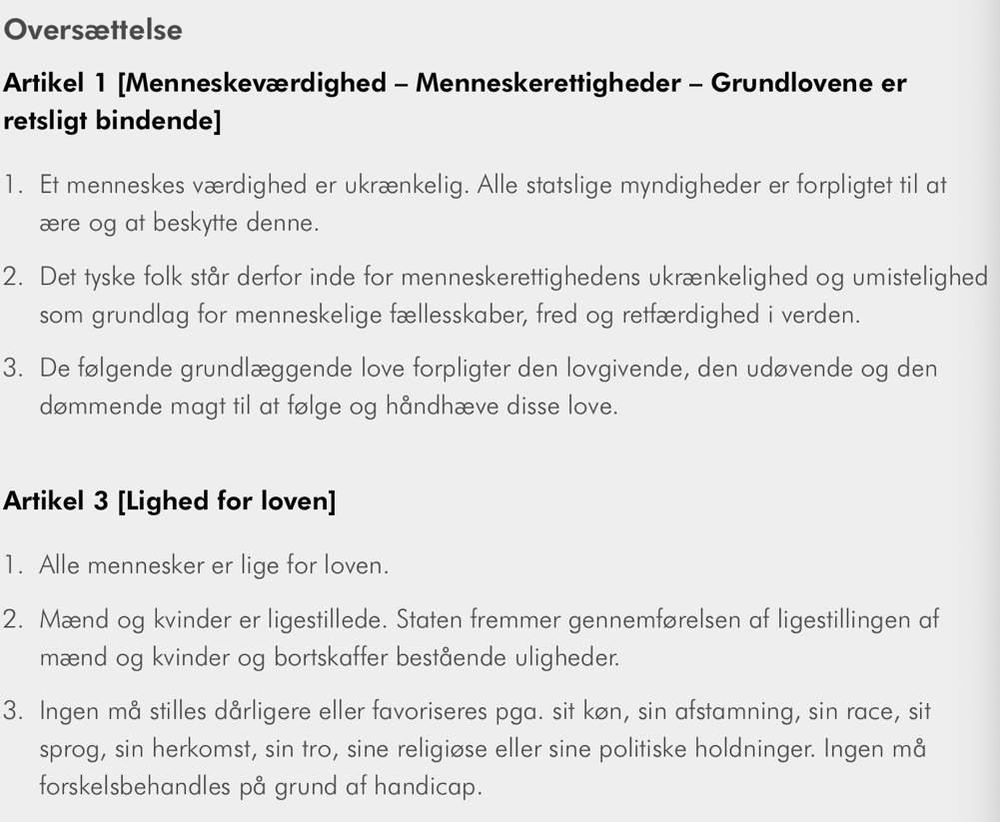 Oversættelse
Artikel 1 [Menneskeværdighed – Menneskerettigheder – Grundlovene er
retsligt bindende]
1. Et menneskes værdighed er ukrænkelig. Alle statslige myndigheder er forpligtet til at
ære og at beskytte denne.
2. Det tyske folk står derfor inde for menneskerettighedens ukrænkelighed og umistelighed
som grundlag for menneskelige fællesskaber, fred og retfærdighed i verden.
3. De følgende grundlæggende love forpligter den lovgivende, den udøvende og den
dømmende magt til at følge og håndhæve disse love.
Artikel 3 [Lighed for loven]
1. Alle mennesker er lige for loven.
2. Mænd og kvinder er ligestillede. Staten fremmer gennemførelsen af ligestillingen af
mænd og kvinder og bortskaffer bestående uligheder.
3. Ingen må stilles dårligere eller favoriseres pga. sit køn, sin afstamning, sin race, sit
sprog, sin herkomst, sin tro, sine religiøse eller sine politiske holdninger. Ingen må
forskelsbehandles på grund af handicap.